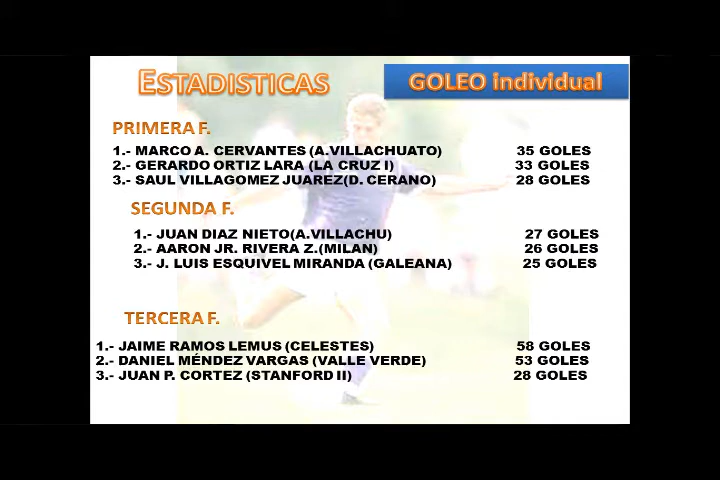 ESTADISTICAS
GOLEO individual
PRIMERA F.
1.- MARCO A. CERVANTES (A.VILLACHUATO) 35 GOLES
2.- GERARDO ORTIZ LARA (LA CRUZ I) 33 GOLES
3.- SAUL VILLAGOMEZ JUAREZ(D. CERANO) 28 GOLES
SEGUNDA F.
1.- JUAN DIAZ NIETO(A.VILLACHU) 27 GOLES
2.- AARON JR. RIVERA Z.(MILAN) 26 GOLES
3.- J. LUIS ESQUIVEL MIRANDA (GALEANA) 25 GOLES
TERCERA F.
1.- JAIME RAMOS LEMUS (CELESTES) 58 GOLES
2.- DANIEL MÉNDEZ VARGAS (VALLE VERDE) 53 GOLES
3.- JUAN P. CORTEZ (STANFORD II) 28 GOLES